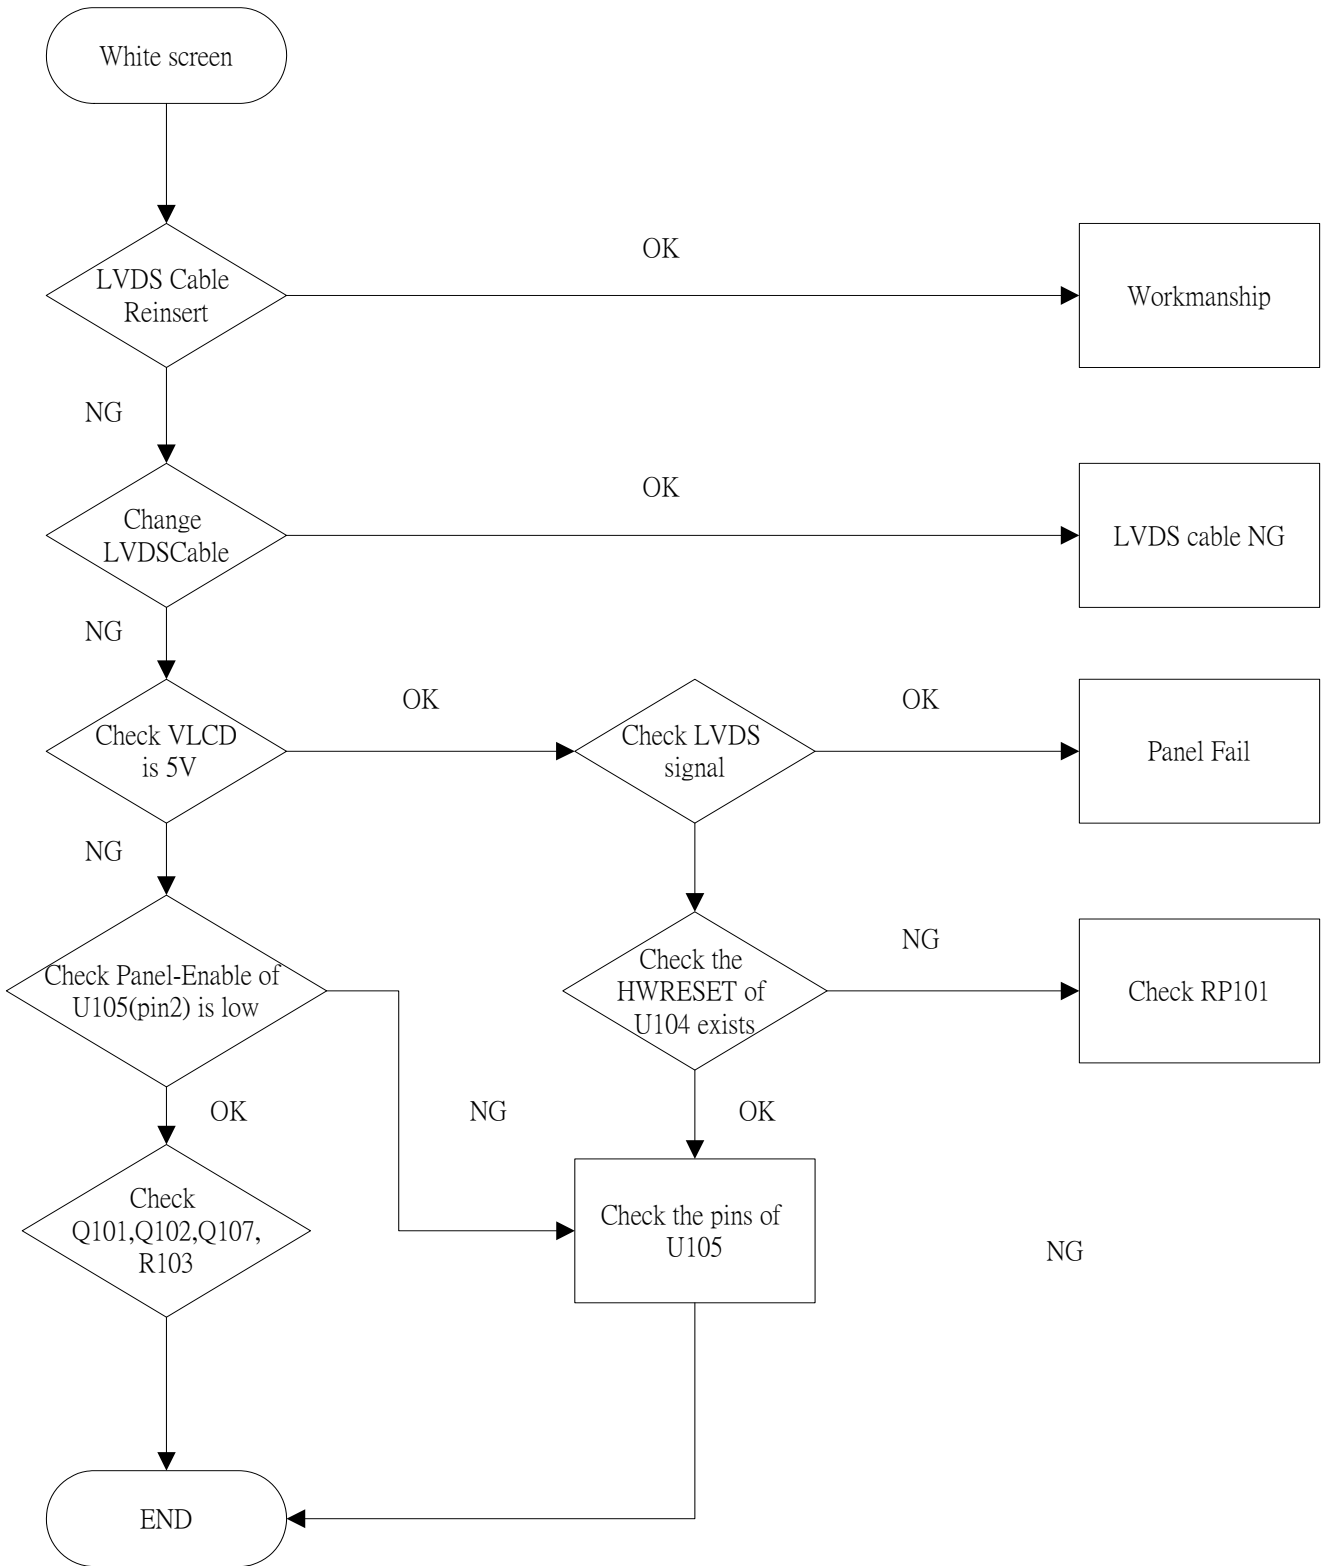 White screen
LVDS Cable
Reinsert
OK
Workmanship
NG
Change
LVDSCable
OK
LVDS cable NG
NG
Check VLCD
is 5V
OK
Check LVDS
signal
OK
Panel Fail
NG
Check Panel-Enable of
U105(pin2) is low
Check the
HWRESET of
U104 exists
NG
Check RP101
OK
NG
OK
Check
Q101,Q102,Q107,
R103
Check the pins of
U105
NG
END